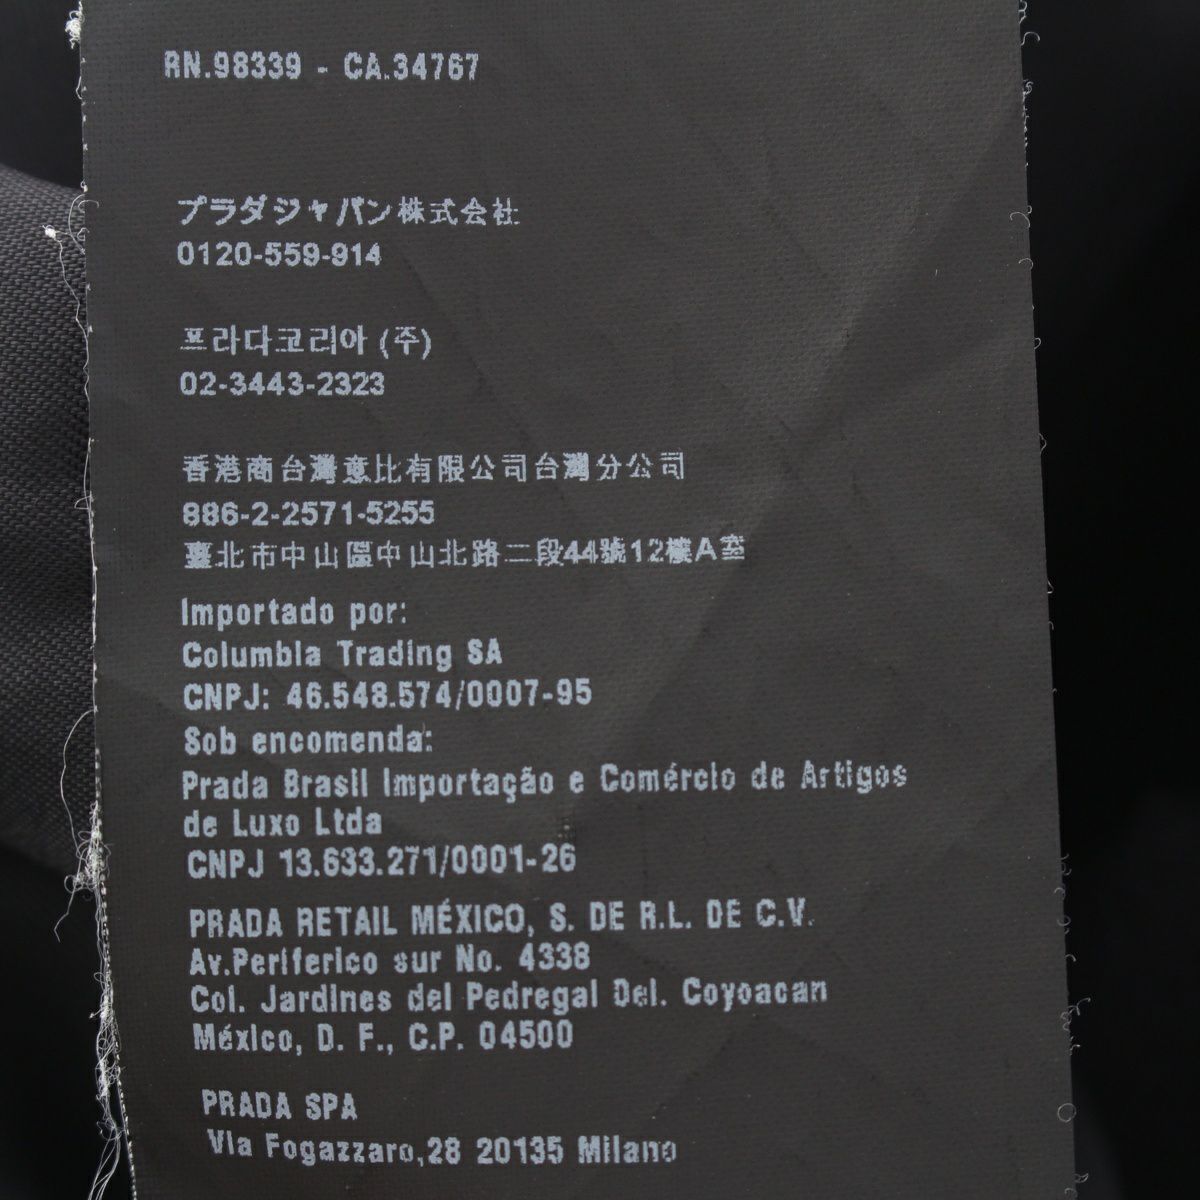 RN.98339 - CA.34767
プラダジャパン株式会社
0120-559-914
프라다코리아 (주)
02-3443-2323
香港商台灣意比有限公司台灣分公司
886-2-2571-5255
臺北市中山區中山北路二段44號12樓A室
Importado por:
Columbia Trading SA
CNPJ: 46.548.574/0007-95
Sob encomenda:
Prada Brasil Importação e Comércio de Artigos
de Luxo Ltda
CNPJ 13.633.271/0001-26
PRADA RETAIL MÉXICO, S. DE R.L. DE C.V.
Av.Periferico sur No. 4338
Col. Jardines del Pedregal Del. Coyoacan
México, D. F., C.P. 04500
PRADA SPA
Via Fogazzaro,28 20135 Milano